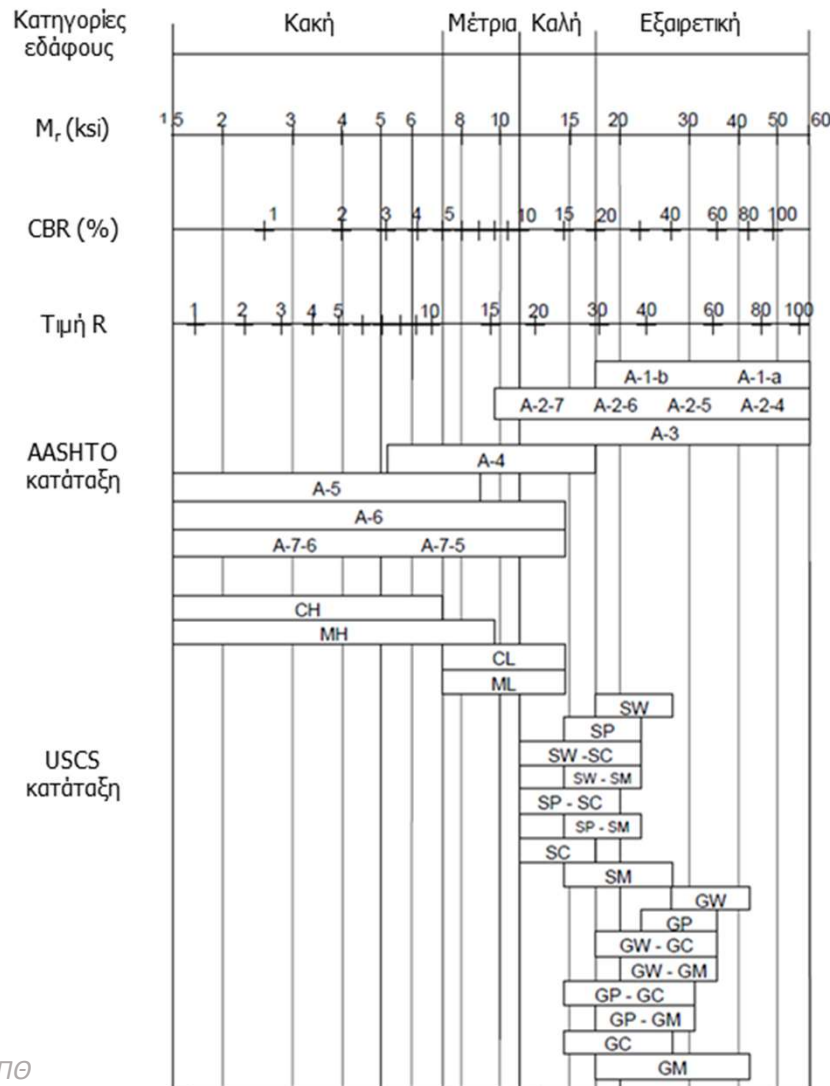 Κατηγορίες εδάφους
Κακή Μέτρια Καλή Εξαιρετική
Mr (ksi)
1.5 2 3 4 5 6 8 10 15 20 30 40 50 60
CBR (%)
1 2 3 4 5 10 15 20 40 60 80 100
Τιμή R
1 2 3 4 5 10 15 20 30 40 60 80 100
AASHTO
κατάταξη
A-1-b A-1-a
A-2-7 A-2-6 A-2-5 A-2-4
A-3
A-4
A-5
A-6
A-7-6 A-7-5
USCS
κατάταξη
CH
MH
CL
ML
SW
SP
SW -SC
SW - SM
SP - SC
SP - SM
SC
SM
GW
GP
GW - GC
GW - GM
GP - GC
GP - GM
GC
GM
ΠΘ